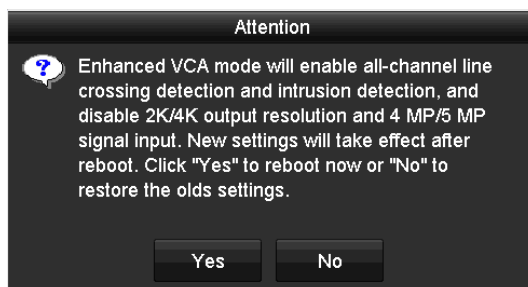 Attention
?
Enhanced VCA mode will enable all-channel line
crossing detection and intrusion detection, and
disable 2K/4K output resolution and 4 MP/5 MP
signal input. New settings will take effect after
reboot. Click "Yes" to reboot now or "No" to
restore the olds settings.
Yes No